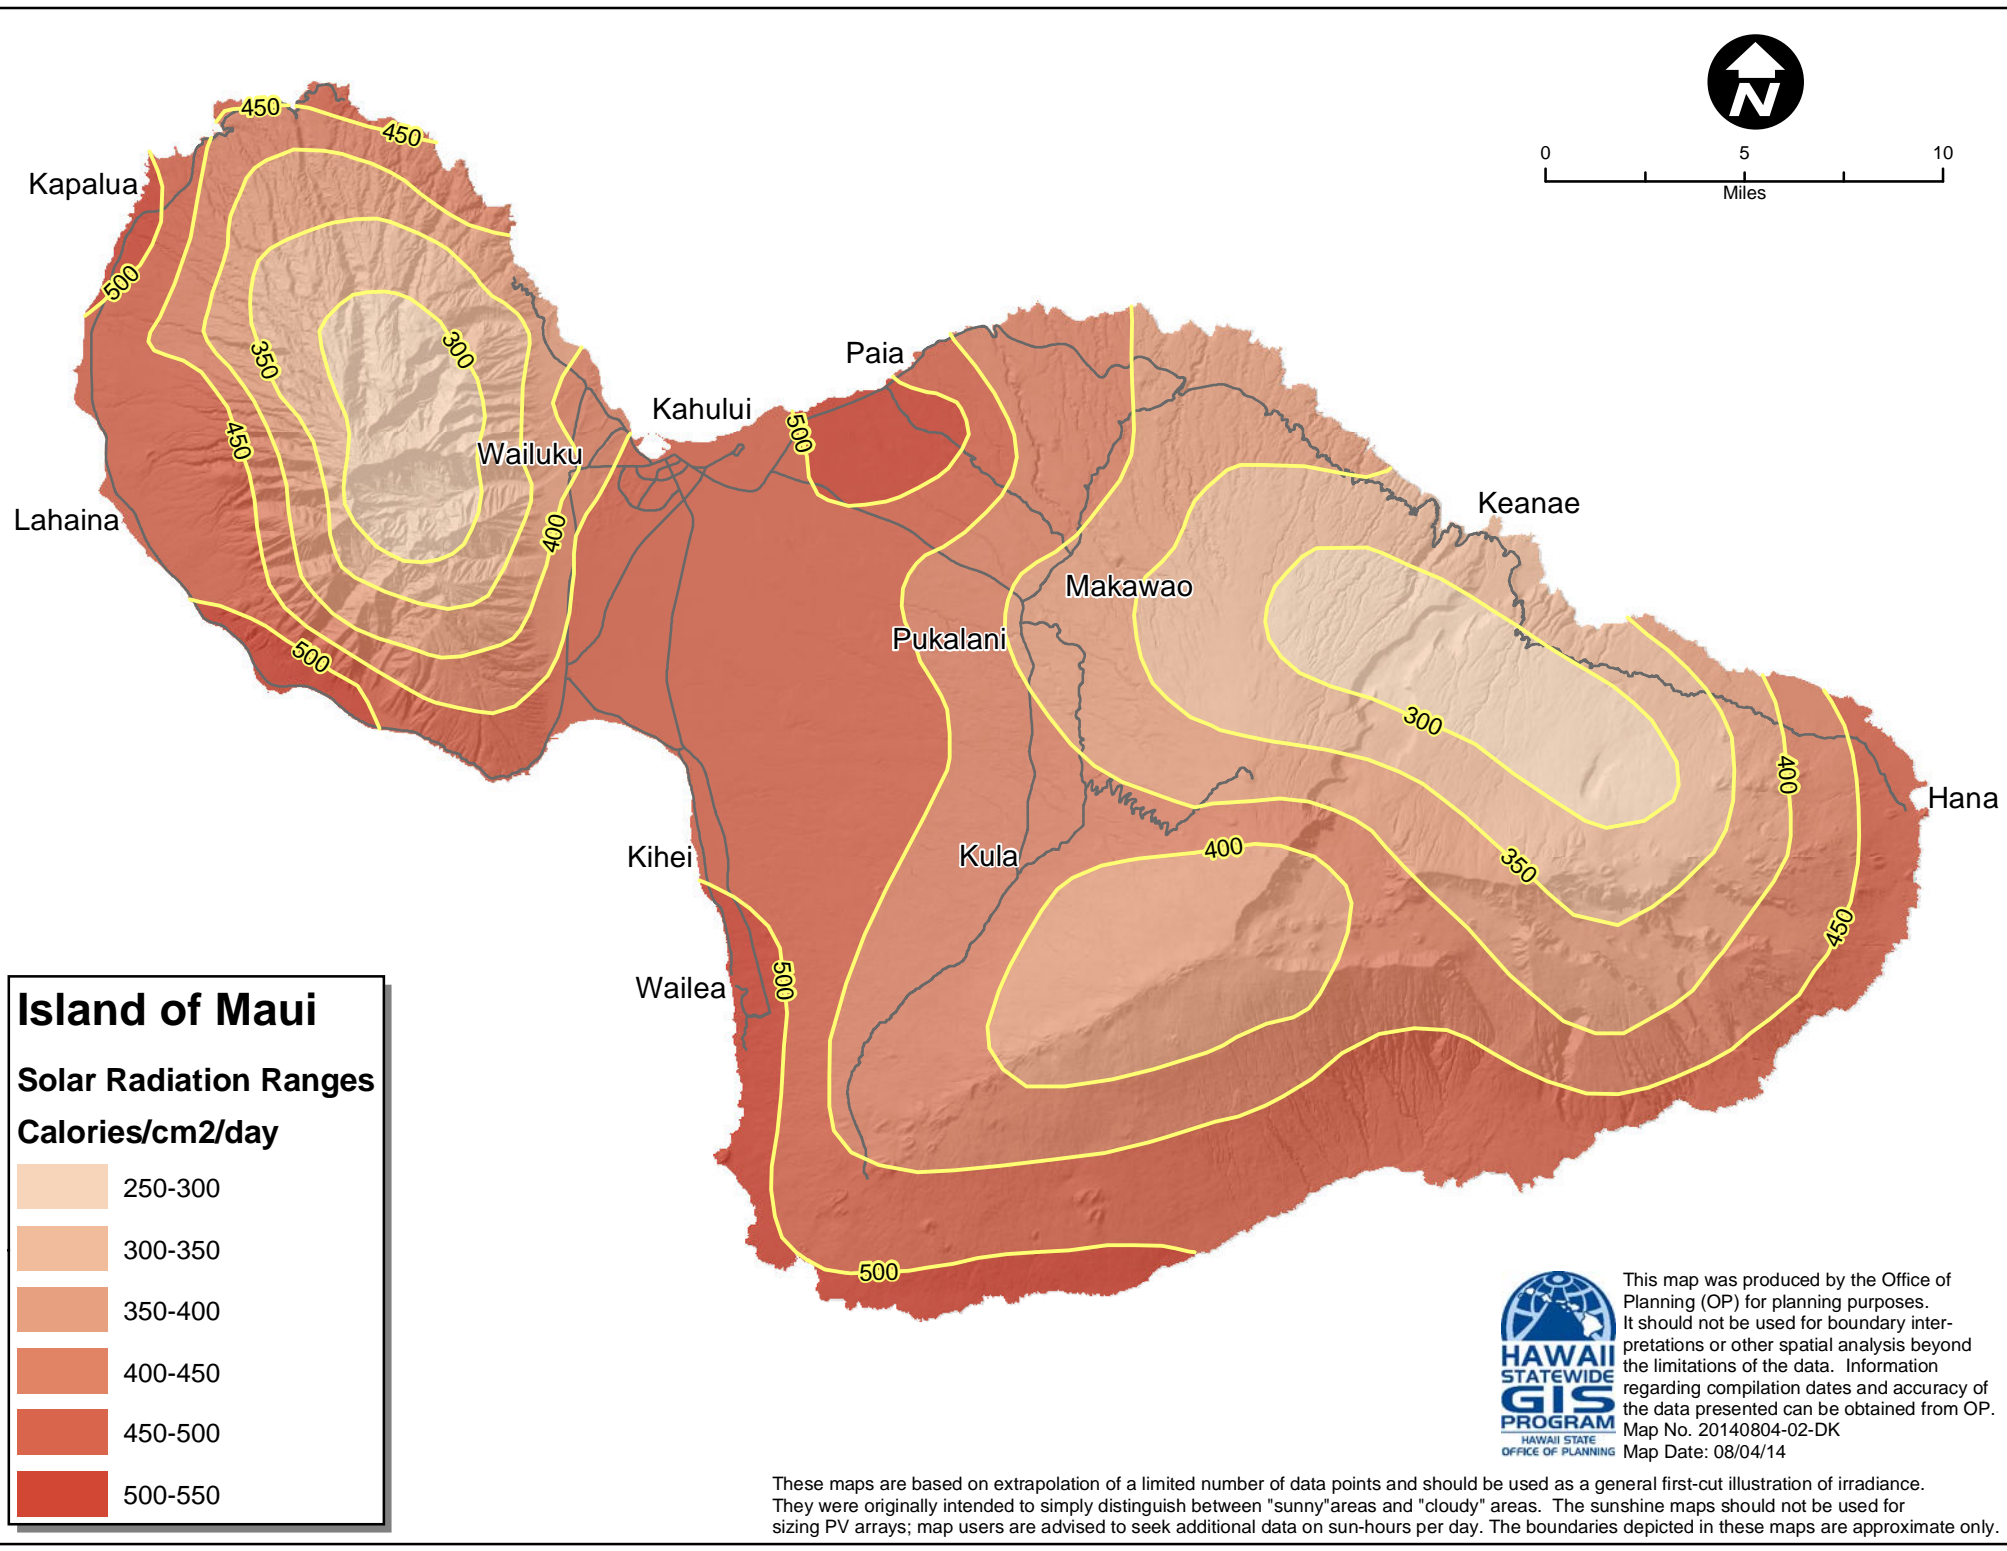 0 5 10
Miles
450
450
Kapalua
500
300
350
Paia
Kahului
500
450
Wailuku
Lahaina
400
Keanae
Makawao
Pukalani
500
300
400
Hana
Kihei
Kula
400
350
450
Wailea
500
500
Island of Maui
Solar Radiation Ranges
Calories/cm2/day
250-300
300-350
350-400
400-450
450-500
500-550
HAWAII
STATEWIDE
GIS
PROGRAM
HAWAII STATE
OFFICE OF PLANNING
This map was produced by the Office of
Planning (OP) for planning purposes.
It should not be used for boundary inter-
pretations or other spatial analysis beyond
the limitations of the data.  Information
regarding compilation dates and accuracy of
the data presented can be obtained from OP.
Map No. 20140804-02-DK
Map Date: 08/04/14
These maps are based on extrapolation of a limited number of data points and should be used as a general first-cut illustration of irradiance.
They were originally intended to simply distinguish between "sunny"areas and "cloudy" areas.  The sunshine maps should not be used for
sizing PV arrays; map users are advised to seek additional data on sun-hours per day. The boundaries depicted in these maps are approximate only.
N